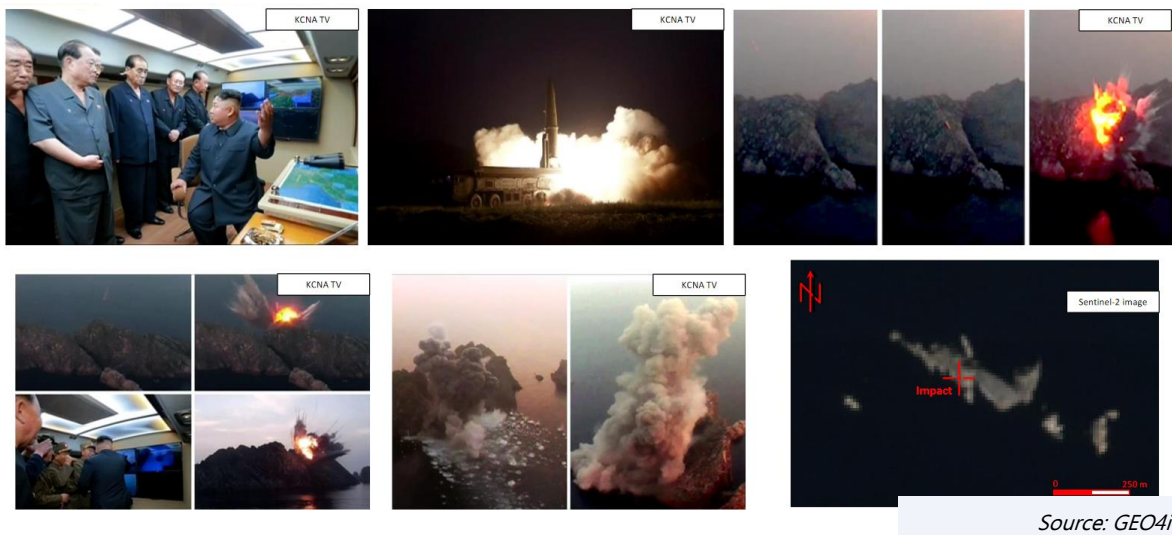 KCNA TV
KCNA TV
KCNA TV
KCNA TV
KCNA TV
N
Sentinel-2 image
Impact
0 250 m
Source: GEO4i